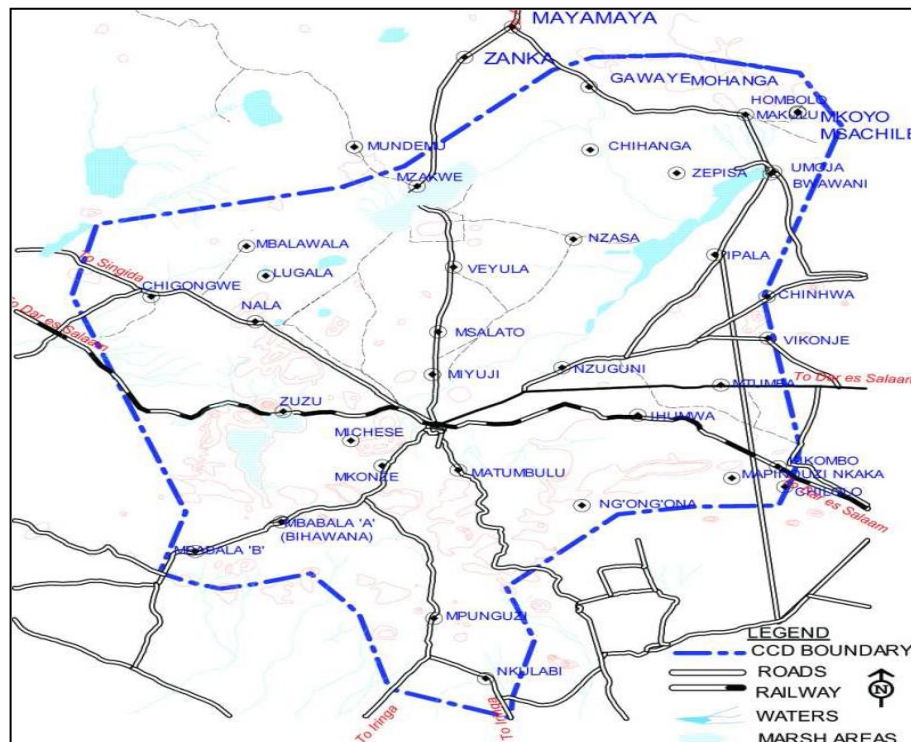 MAYAMAYA
ZANKA
GAWAYE
MOHANGA
HOMBOLO
MAKULU
MKOYO
MSACHILE
MUNDEMU
CHIHANGA
ZEPISA
UMOJA
BWAWANI
MZAKWE
MBALAWALA
NZASA
IPALA
To Singida
LUGALA
VEYULA
CHIGONGWE
CHINHWA
To Dar es Salaam
NALA
MSALATO
VIKONJE
MIYUJI
NZUGUNI
To Dar es Salaam
MTUMBA
ZUZU
IHUMWA
MICHESE
MKONZE
MATUMBULU
KIKOMBO
MAPINDUZI NKAKA
CHILOLO
To Dar es Salaam
NG'ONG'ONA
MBABALA 'A'
(BIHAWANA)
MBABALA 'B'
MPUNGUZI
NKULABI
To Iringa
To Iringa
LEGEND
CCD BOUNDARY
ROADS
RAILWAY
N
WATERS
MARSH AREAS